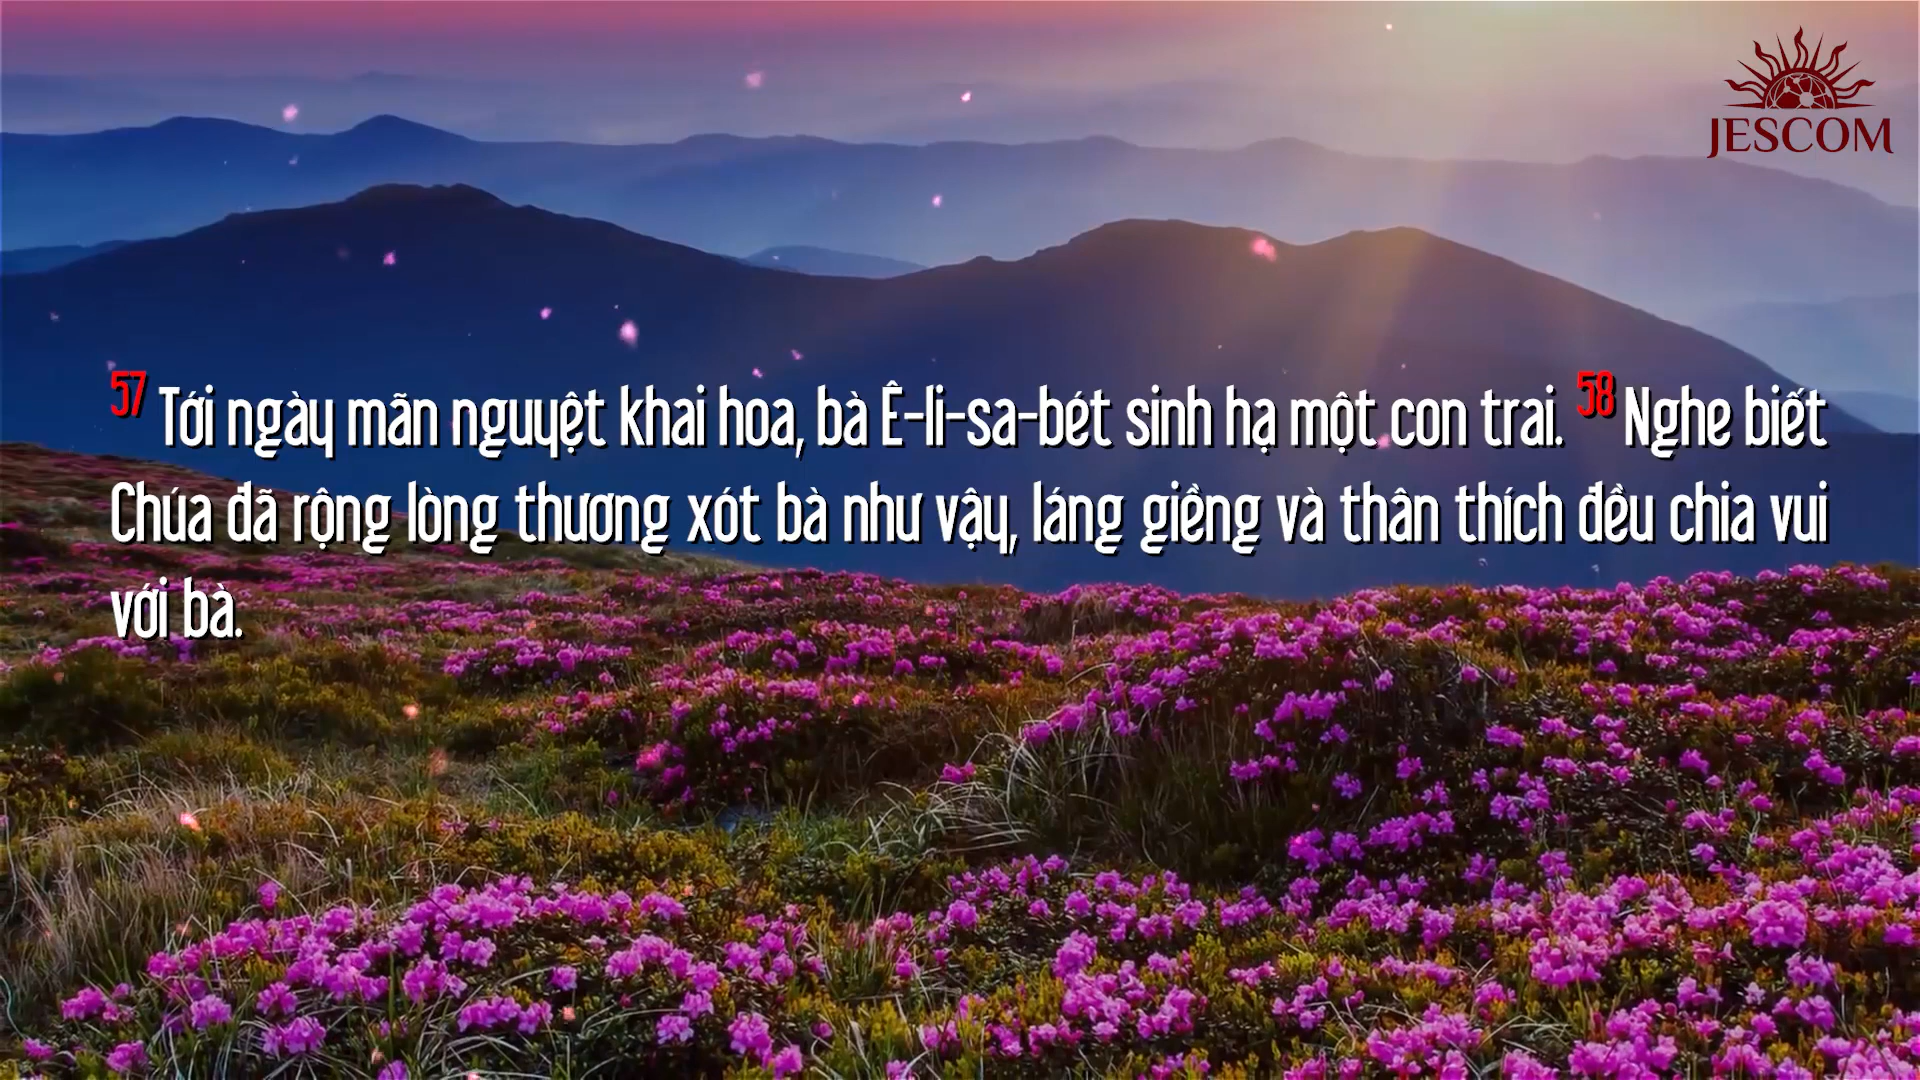 JESCOM
57 Tới ngày mãn nguyệt khai hoa, bà Ê-li-sa-bét sinh hạ một con trai. 58 Nghe biết
Chúa đã rộng lòng thương xót bà như vậy, láng giềng và thân thích đều chia vui
với bà.